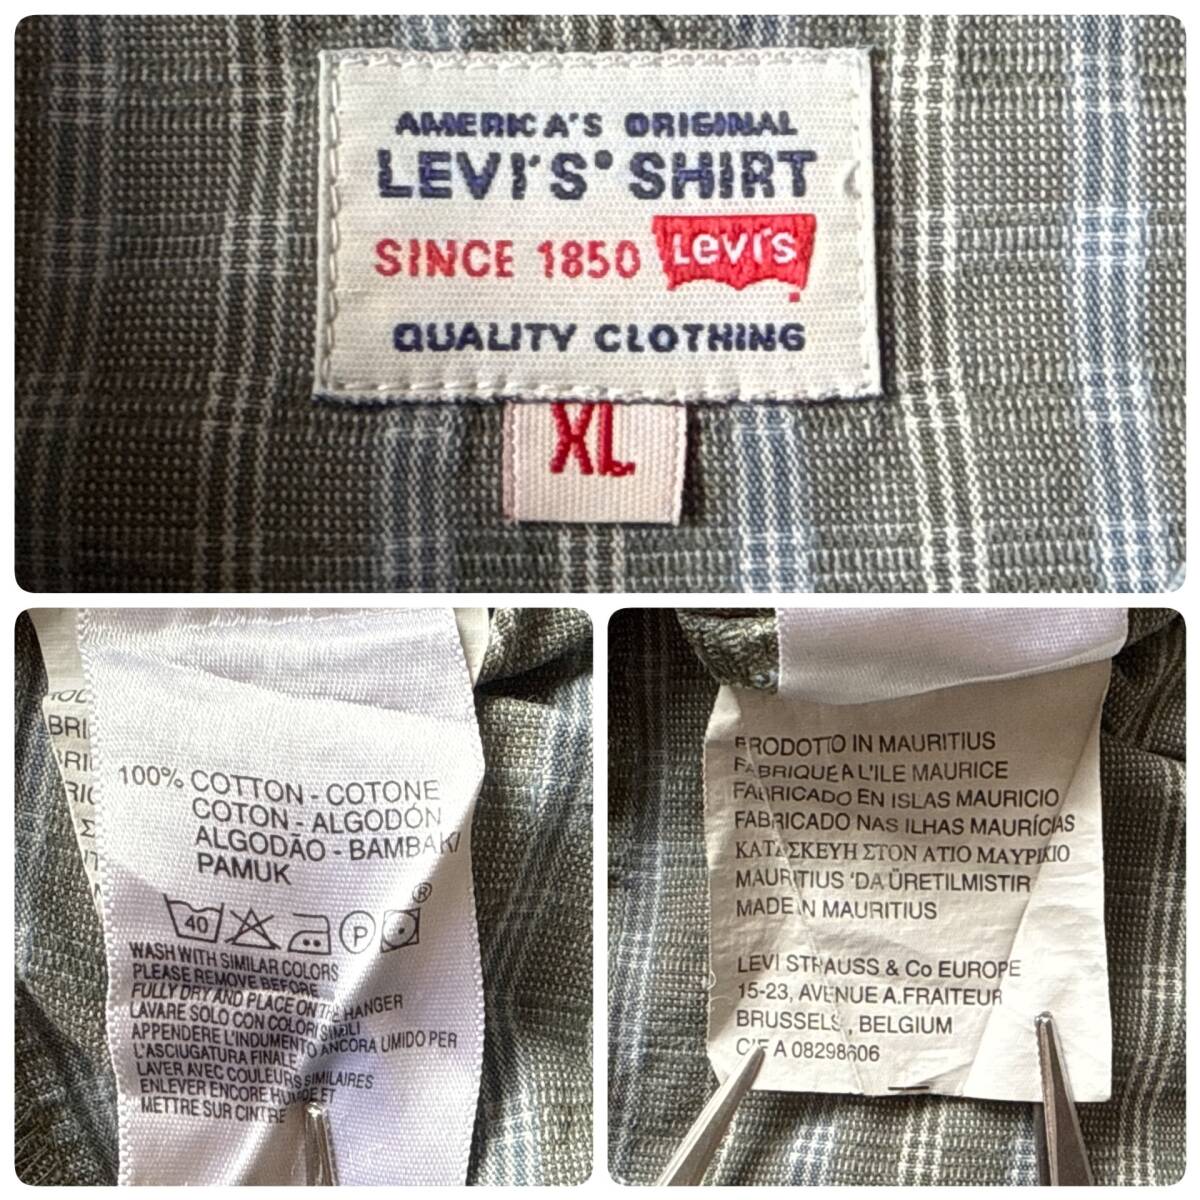 AMERICA'S ORIGINAL
LEVI'S® SHIRT
SINCE 1850 Levi's
QUALITY CLOTHING
XL
100% COTTON - COTONE
COTON - ALGODÓN
ALGODÃO - BAMBAKI
PAMUK
40 P ®
WASH WITH SIMILAR COLORS
PLEASE REMOVE BEFORE
FULLY DRY AND PLACE ON THE HANGER
LAVARE SOLO CON COLORI SIMILI
APPENDERE L'INDUMENTO ANCORA UMIDO PER
L'ASCIUGATURA FINALE
LAVER AVEC COULEURS SIMILAIRES
ENLEVER ENCORE HUMIDE ET
METTRE SUR CINTRE
PRODOTTO IN MAURITIUS
FABRIQUE A L'ILE MAURICE
FABRICADO EN ISLAS MAURICIO
FABRICADO NAS ILHAS MAURÍCIAS
ΚΑΤΑΣΚΕΥΗ ΣΤΟΝ ΑΤΙΟ ΜΑΥΡΙΚΙΟ
MAURITIUS 'DA ÜRETILMISTIR
MADE IN MAURITIUS
LEVI STRAUSS & Co EUROPE
15-23, AVENUE A.FRAITEUR
BRUSSELS, BELGIUM
C/F A 08298606